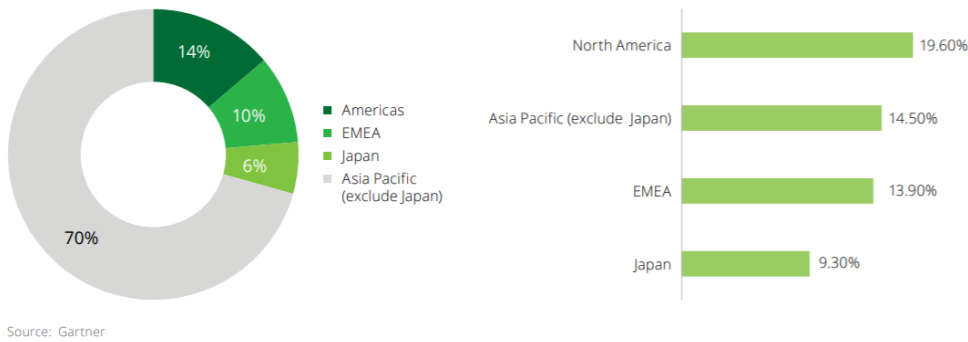 14%
10%
6%
70%
Americas
EMEA
Japan
Asia Pacific
(exclude Japan)
North America
19.60%
Asia Pacific (exclude Japan)
14.50%
EMEA
13.90%
Japan
9.30%
Source: Gartner